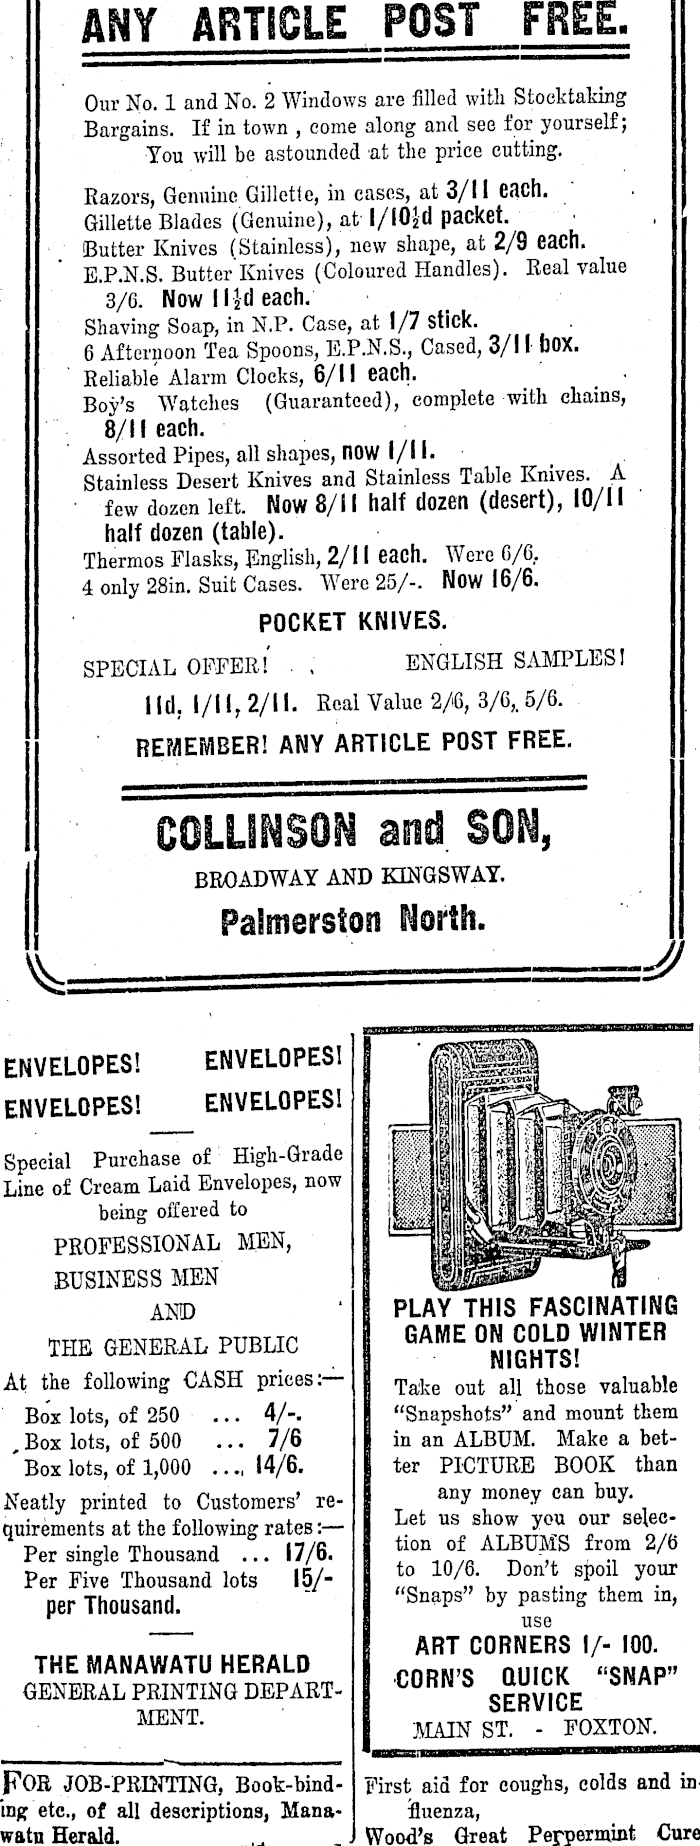 ANY ARTICLE POST FREE.
Our No. 1 and No. 2 Windows are filled with Stocktaking
Bargains. If in town , come along and see for yourself;
You will be astounded at the price cutting.
Razors, Genuine Gillette, in cases, at 3/11 each.
Gillette Blades (Genuine), at 1/10½d packet.
Butter Knives (Stainless), new shape, at 2/9 each.
E.P.N.S. Butter Knives (Coloured Handles). Real value
3/6. Now 11½d each.
Shaving Soap, in N.P. Case, at 1/7 stick.
6 Afternoon Tea Spoons, E.P.N.S., Cased, 3/11 box.
Reliable Alarm Clocks, 6/11 each.
Boy's Watches (Guaranteed), complete with chains,
8/11 each.
Assorted Pipes, all shapes, now 1/11.
Stainless Desert Knives and Stainless Table Knives. A
few dozen left. Now 8/11 half dozen (desert), 10/11
half dozen (table).
Thermos Flasks, English, 2/11 each. Were 6/6.
4 only 28in. Suit Cases. Were 25/-. Now 16/6.
POCKET KNIVES.
SPECIAL OFFER! ENGLISH SAMPLES!
11d, 1/11, 2/11. Real Value 2/6, 3/6, 5/6.
REMEMBER! ANY ARTICLE POST FREE.
COLLINSON and SON,
BROADWAY AND KINGSWAY.
Palmerston North.
ENVELOPES! ENVELOPES!
ENVELOPES! ENVELOPES!
Special Purchase of High-Grade
Line of Cream Laid Envelopes, now
being offered to
PROFESSIONAL MEN,
BUSINESS MEN
AND
THE GENERAL PUBLIC
At the following CASH prices:—
Box lots, of 250 ... 4/-.
Box lots, of 500 ... 7/6
Box lots, of 1,000 ...., 14/6.
Neatly printed to Customers' re-
quirements at the following rates:—
Per single Thousand ... 17/6.
Per Five Thousand lots 15/-
per Thousand.
THE MANAWATU HERALD
GENERAL PRINTING DEPART-
MENT.
FOR JOB-PRINTING, Book-bind-
ing etc., of all descriptions, Mana-
watu Herald.
PLAY THIS FASCINATING
GAME ON COLD WINTER
NIGHTS!
Take out all those valuable
"Snapshots" and mount them
in an ALBUM. Make a bet-
ter PICTURE BOOK than
any money can buy.
Let us show you our selec-
tion of ALBUMS from 2/6
to 10/6. Don't spoil your
"Snaps" by pasting them in,
use
ART CORNERS 1/- 100.
CORN'S QUICK "SNAP"
SERVICE
MAIN ST. - FOXTON.
First aid for coughs, colds and in-
fluenza,
Wood's Great Peppermint Cure